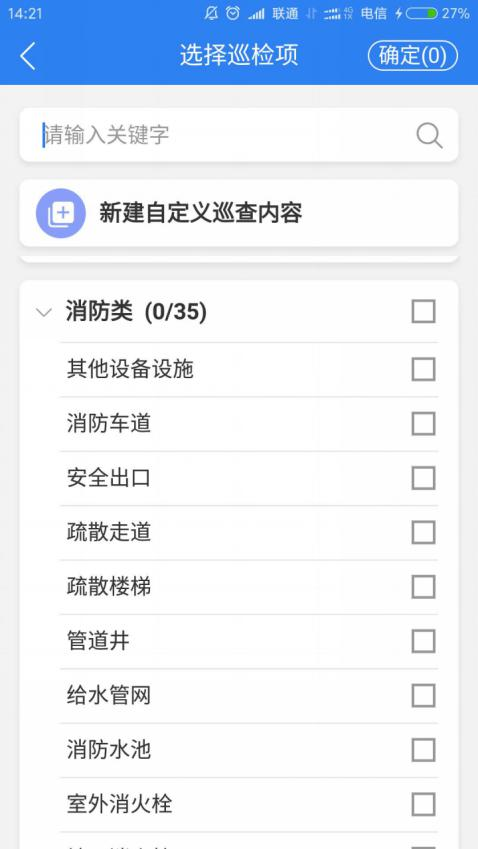 14:21 联通 4G 1X 电信 27%
选择巡检项 确定(0)
请输入关键字
新建自定义巡查内容
消防类 (0/35)
其他设备设施
消防车道
安全出口
疏散走道
疏散楼梯
管道井
给水管网
消防水池
室外消火栓